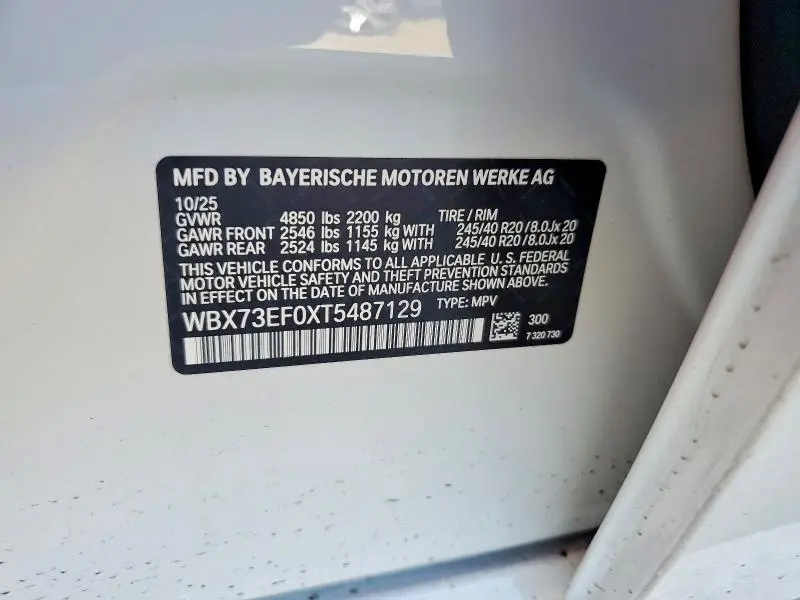 MFD BY BAYERISCHE MOTOREN WERKE AG
10/25
GVWR 4850 lbs 2200 kg TIRE / RIM
GAWR FRONT 2546 lbs 1155 kg WITH 245/40 R20 / 8.0Jx 20
GAWR REAR 2524 lbs 1145 kg WITH 245/40 R20 / 8.0Jx 20
THIS VEHICLE CONFORMS TO ALL APPLICABLE U. S. FEDERAL
MOTOR VEHICLE SAFETY AND THEFT PREVENTION STANDARDS
IN EFFECT ON THE DATE OF MANUFACTURE SHOWN ABOVE.
WBX73EF0XT5487129 TYPE: MPV
300
7 320 730